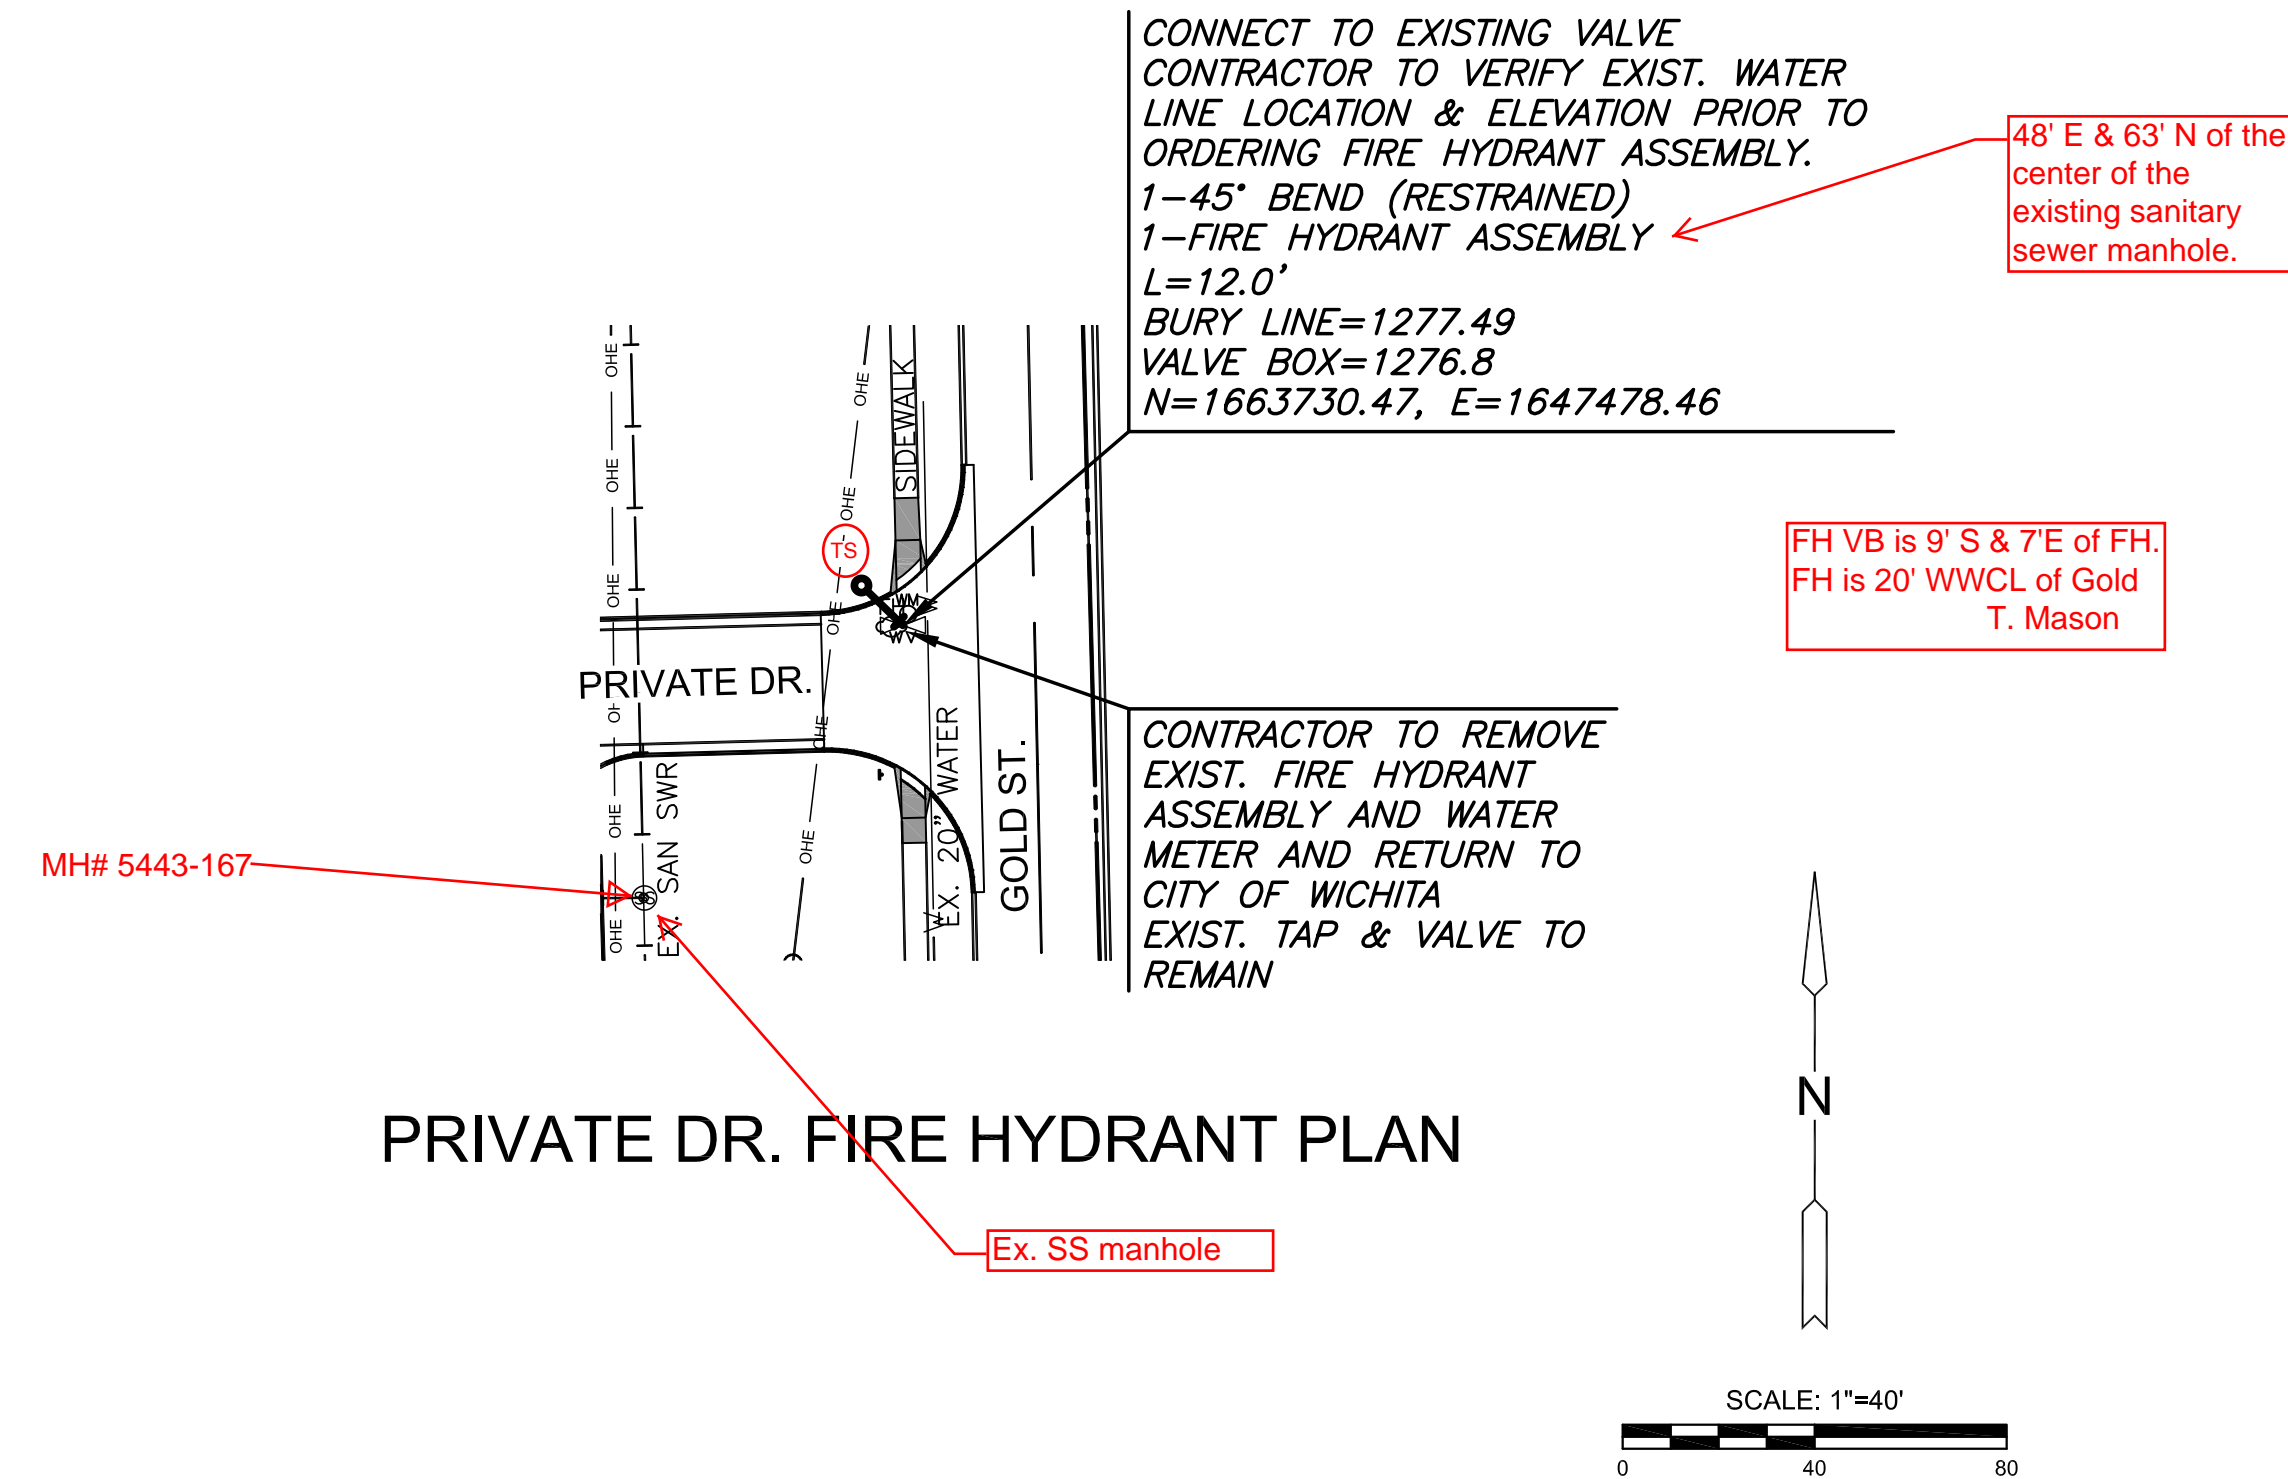 CONNECT TO EXISTING VALVE
CONTRACTOR TO VERIFY EXIST. WATER
LINE LOCATION & ELEVATION PRIOR TO
ORDERING FIRE HYDRANT ASSEMBLY.
1-45° BEND (RESTRAINED)
1-FIRE HYDRANT ASSEMBLY
L=12.0'
BURY LINE=1277.49
VALVE BOX=1276.8
N=1663730.47, E=1647478.46
48' E & 63' N of the
center of the
existing sanitary
sewer manhole.
FH VB is 9' S & 7'E of FH.
FH is 20' WWCL of Gold
T. Mason
OHE
OHE
OHE
OHE
OHE
OHE
OHE
OHE
OHE
OHE
OHE
SIDEWALK
TS
WM
W
W V
PRIVATE DR.
EX. SAN SWR
S
W
EX. 20" WATER
GOLD ST.
CONTRACTOR TO REMOVE
EXIST. FIRE HYDRANT
ASSEMBLY AND WATER
METER AND RETURN TO
CITY OF WICHITA
EXIST. TAP & VALVE TO
REMAIN
MH# 5443-167
PRIVATE DR. FIRE HYDRANT PLAN
Ex. SS manhole
N
SCALE: 1"=40'
0 40 80